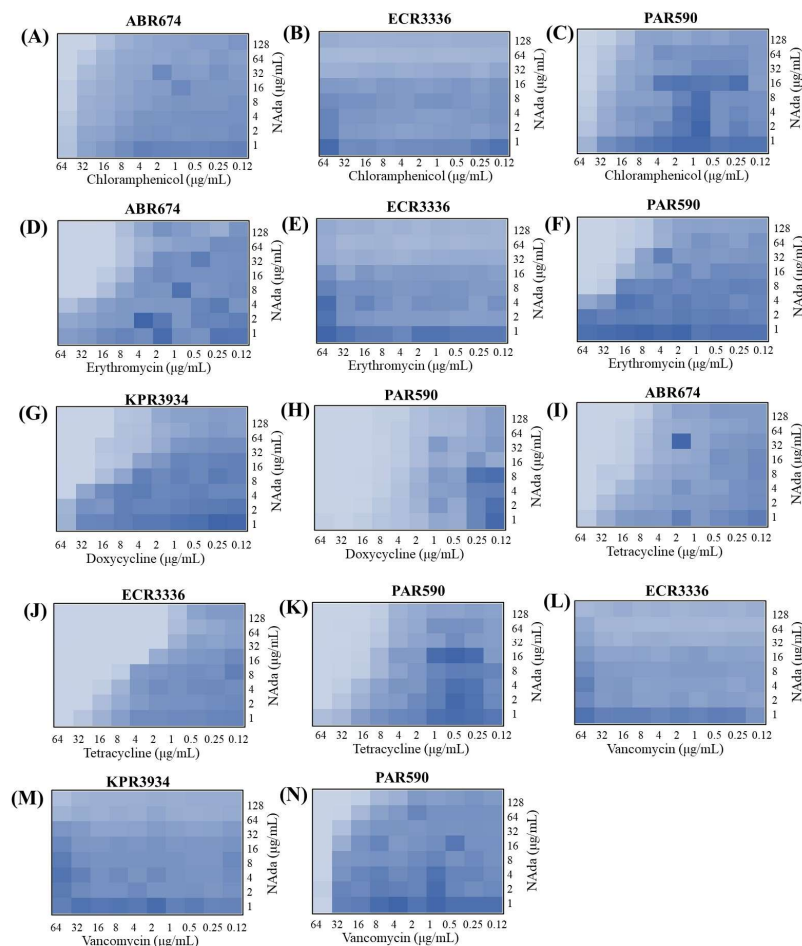 (A)
ABR674
128
64
32
16
8
4
2
1
NAda (µg/mL)
64 32 16 8 4 2 1 0.5 0.25 0.12
Chloramphenicol (µg/mL)
(B)
ECR3336
128
64
32
16
8
4
2
1
NAda (µg/mL)
64 32 16 8 4 2 1 0.5 0.25 0.12
Chloramphenicol (µg/mL)
(C)
PAR590
128
64
32
16
8
4
2
1
NAda (µg/mL)
64 32 16 8 4 2 1 0.5 0.25 0.12
Chloramphenicol (µg/mL)
(D)
ABR674
128
64
32
16
8
4
2
1
NAda (µg/mL)
64 32 16 8 4 2 1 0.5 0.25 0.12
Erythromycin (µg/mL)
(E)
ECR3336
128
64
32
16
8
4
2
1
NAda (µg/mL)
64 32 16 8 4 2 1 0.5 0.25 0.12
Erythromycin (µg/mL)
(F)
PAR590
128
64
32
16
8
4
2
1
NAda (µg/mL)
64 32 16 8 4 2 1 0.5 0.25 0.12
Erythromycin (µg/mL)
(G)
KPR3934
128
64
32
16
8
4
2
1
NAda (µg/mL)
64 32 16 8 4 2 1 0.5 0.25 0.12
Doxycycline (µg/mL)
(H)
PAR590
128
64
32
16
8
4
2
1
NAda (µg/mL)
64 32 16 8 4 2 1 0.5 0.25 0.12
Doxycycline (µg/mL)
(I)
ABR674
128
64
32
16
8
4
2
1
NAda (µg/mL)
64 32 16 8 4 2 1 0.5 0.25 0.12
Tetracycline (µg/mL)
(J)
ECR3336
128
64
32
16
8
4
2
1
NAda (µg/mL)
64 32 16 8 4 2 1 0.5 0.25 0.12
Tetracycline (µg/mL)
(K)
PAR590
128
64
32
16
8
4
2
1
NAda (µg/mL)
64 32 16 8 4 2 1 0.5 0.25 0.12
Tetracycline (µg/mL)
(L)
ECR3336
128
64
32
16
8
4
2
1
NAda (µg/mL)
64 32 16 8 4 2 1 0.5 0.25 0.12
Vancomycin (µg/mL)
(M)
KPR3934
128
64
32
16
8
4
2
1
NAda (µg/mL)
64 32 16 8 4 2 1 0.5 0.25 0.12
Vancomycin (µg/mL)
(N)
PAR590
128
64
32
16
8
4
2
1
NAda (µg/mL)
64 32 16 8 4 2 1 0.5 0.25 0.12
Vancomycin (µg/mL)